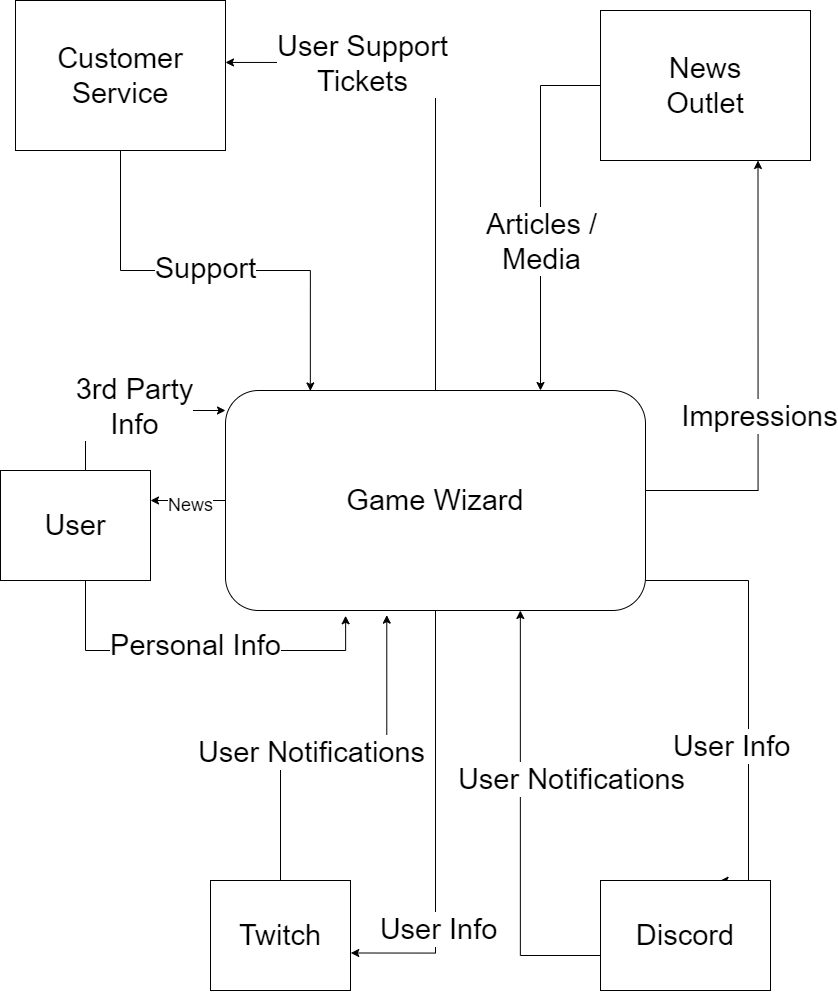 Customer
Service
User Support
Tickets
News
Outlet
Articles /
Media
Support
3rd Party
Info
Impressions
Game Wizard
News
User
Personal Info
User Notifications
User Info
User Notifications
User Info
Twitch
Discord